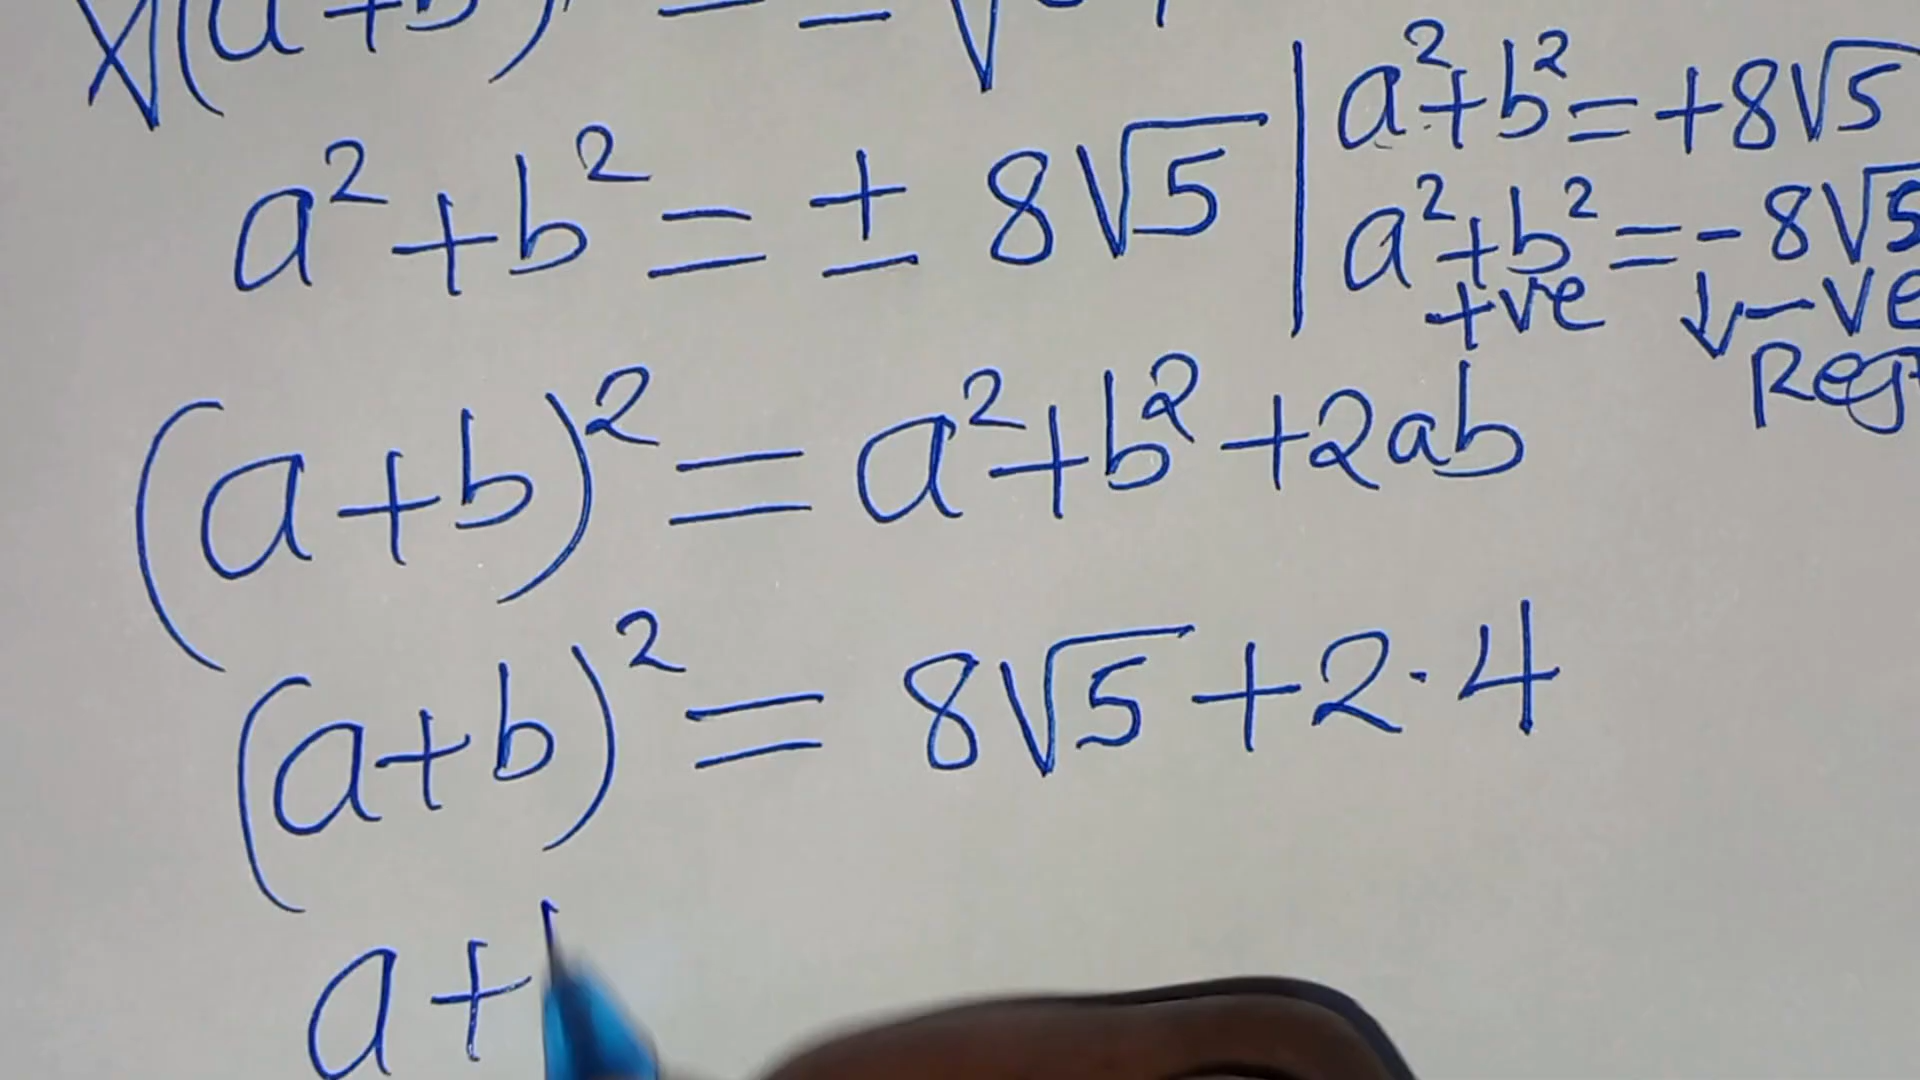 a² + b² = ± 8√5
a² + b² = +8√5
a² + b² = -8√5
+ve ↓ -ve
(a+b)² = a² + b² + 2ab
(a+b)² = 8√5 + 2·4
a +